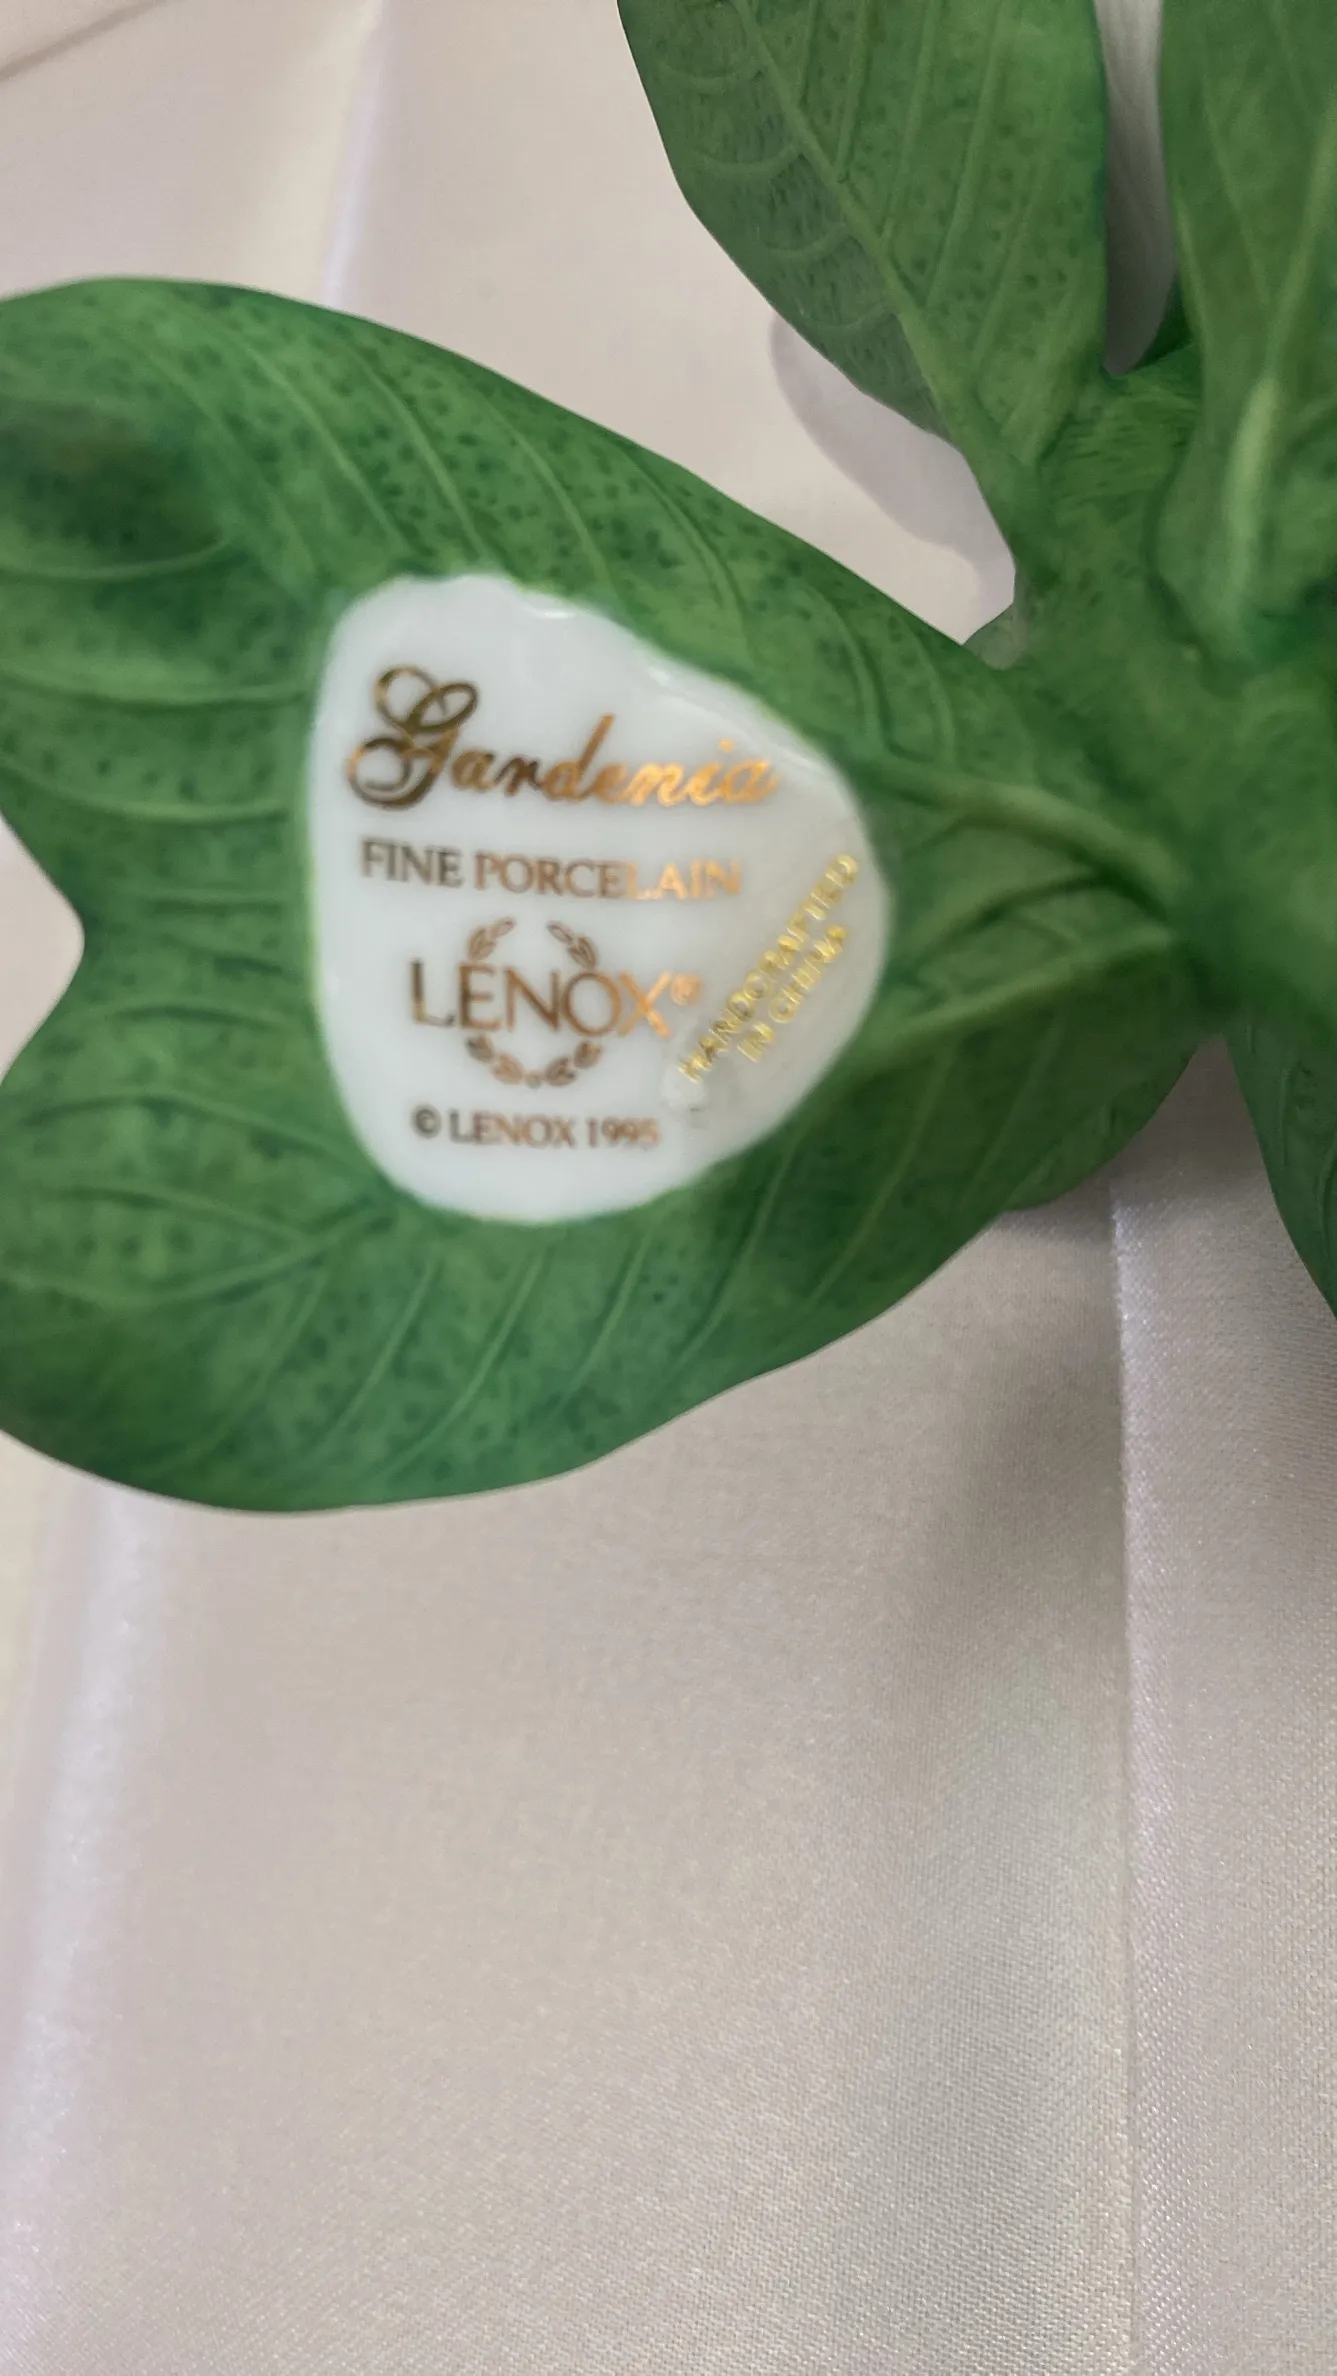 Gardenia
FINE PORCELAIN
LENOX®
© LENOX 1995
HANDCRAFTED
IN CHINA